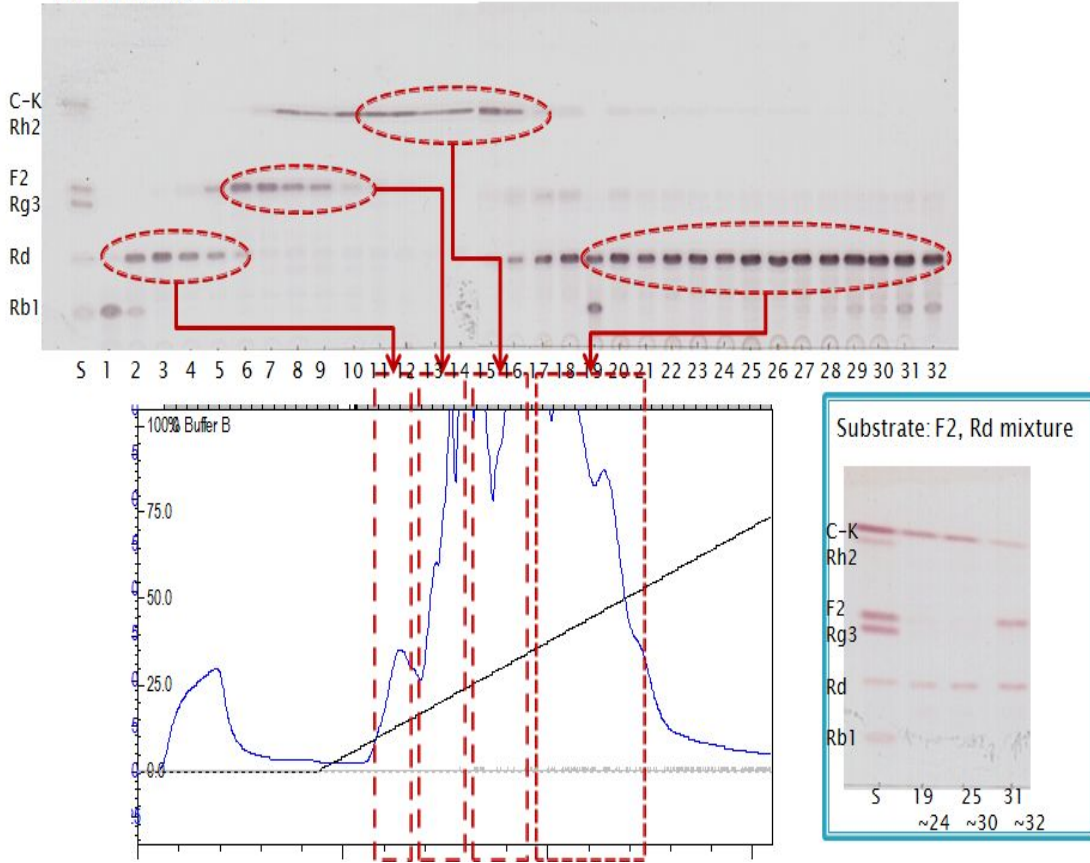 C-K
Rh2
F2
Rg3
Rd
Rb1
S 1 2 3 4 5 6 7 8 9 10 11 12 13 14 15 16 17 18 19 20 21 22 23 24 25 26 27 28 29 30 31 32
100% Buffer B
75.0
50.0
25.0
0.0
Substrate: F2, Rd mixture
C-K
Rh2
F2
Rg3
Rd
Rb1
S 19 25 31
~24 ~30 ~32